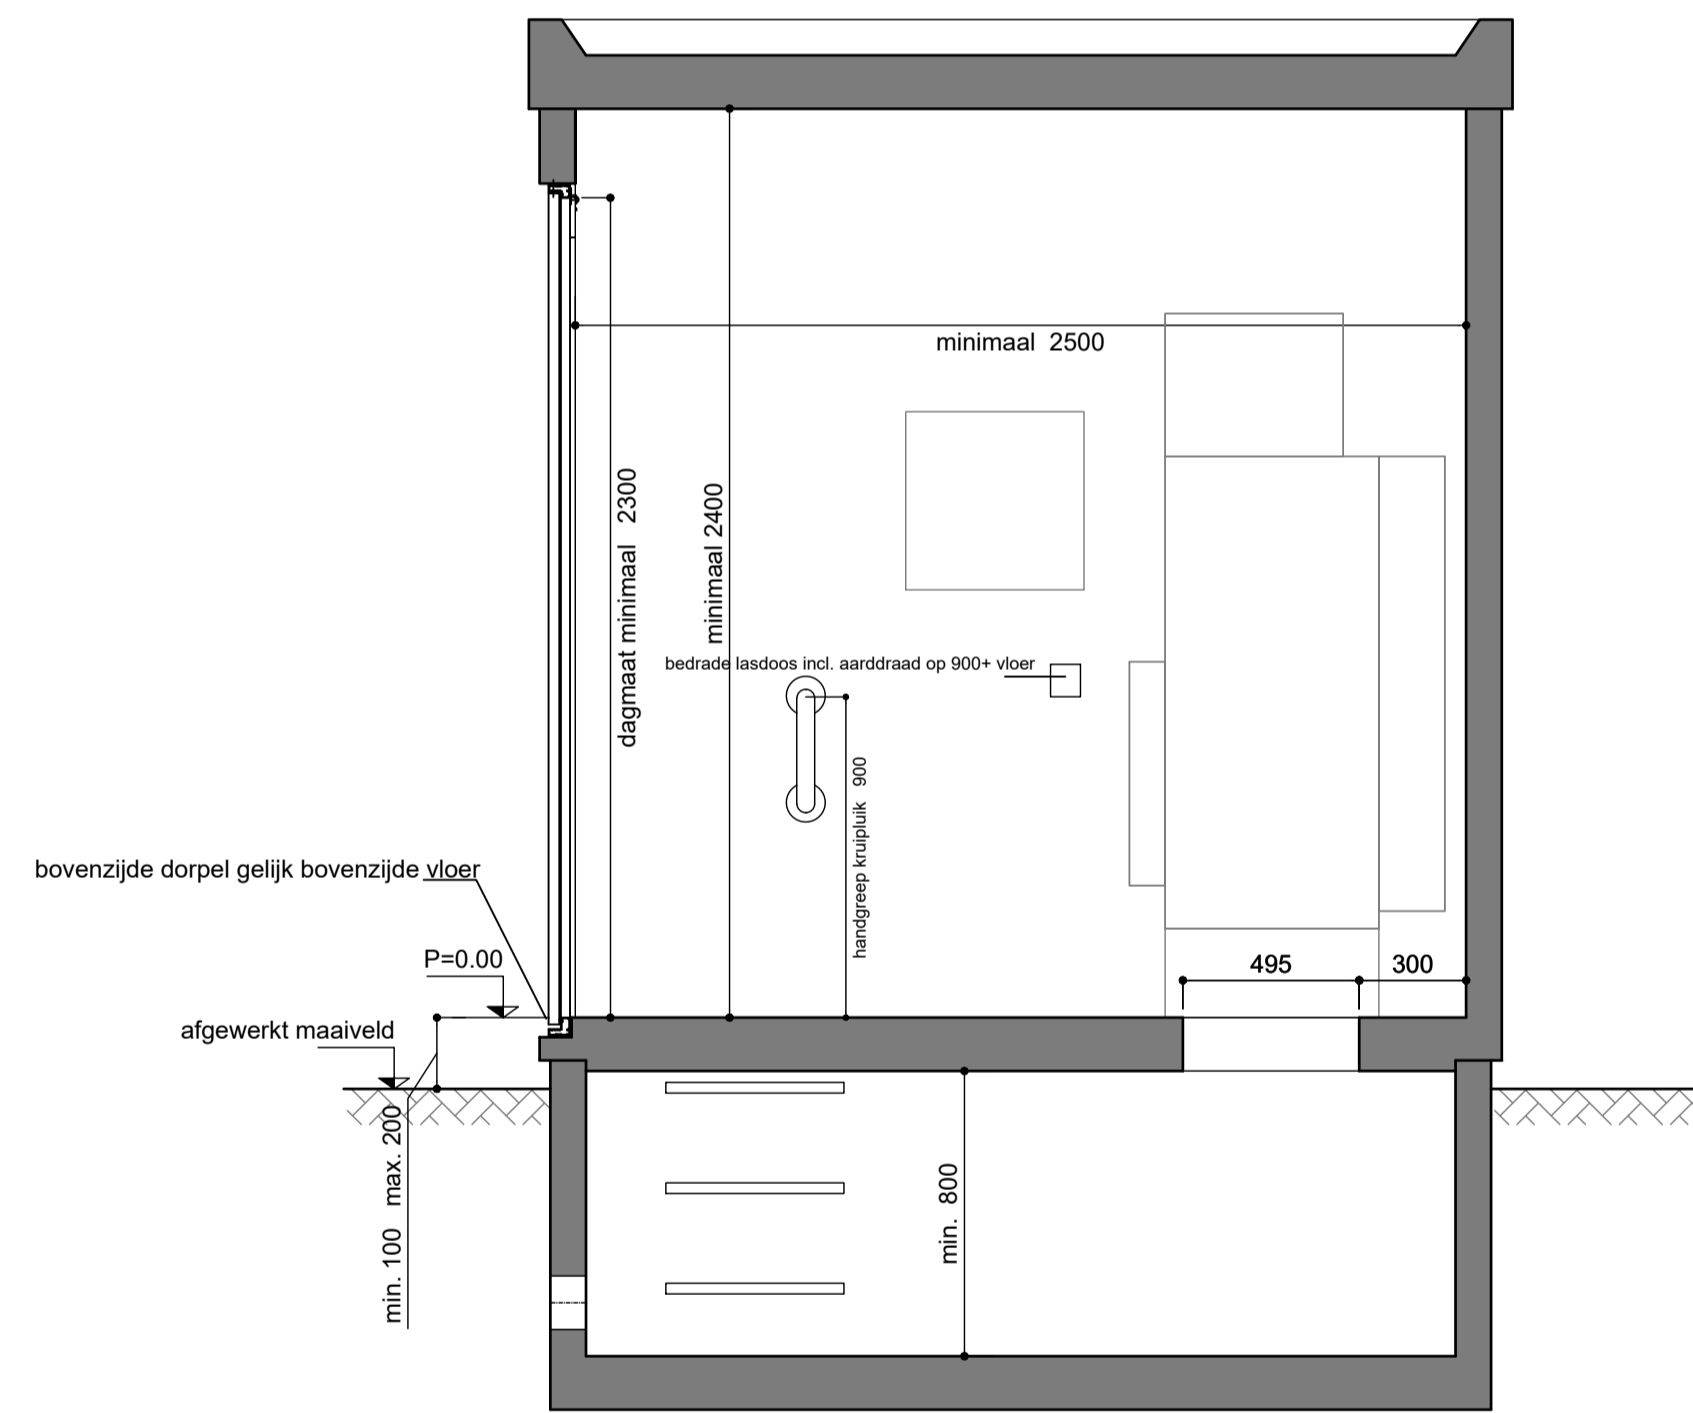 minimaal 2500
dagmaat minimaal 2300
minimaal 2400
bedrade lasdoos incl. aarddraad op 900+ vloer
handgreep kruipluik 900
bovenzijde dorpel gelijk bovenzijde vloer
P=0.00
495
300
afgewerkt maaiveld
min. 100 max. 200
min. 800